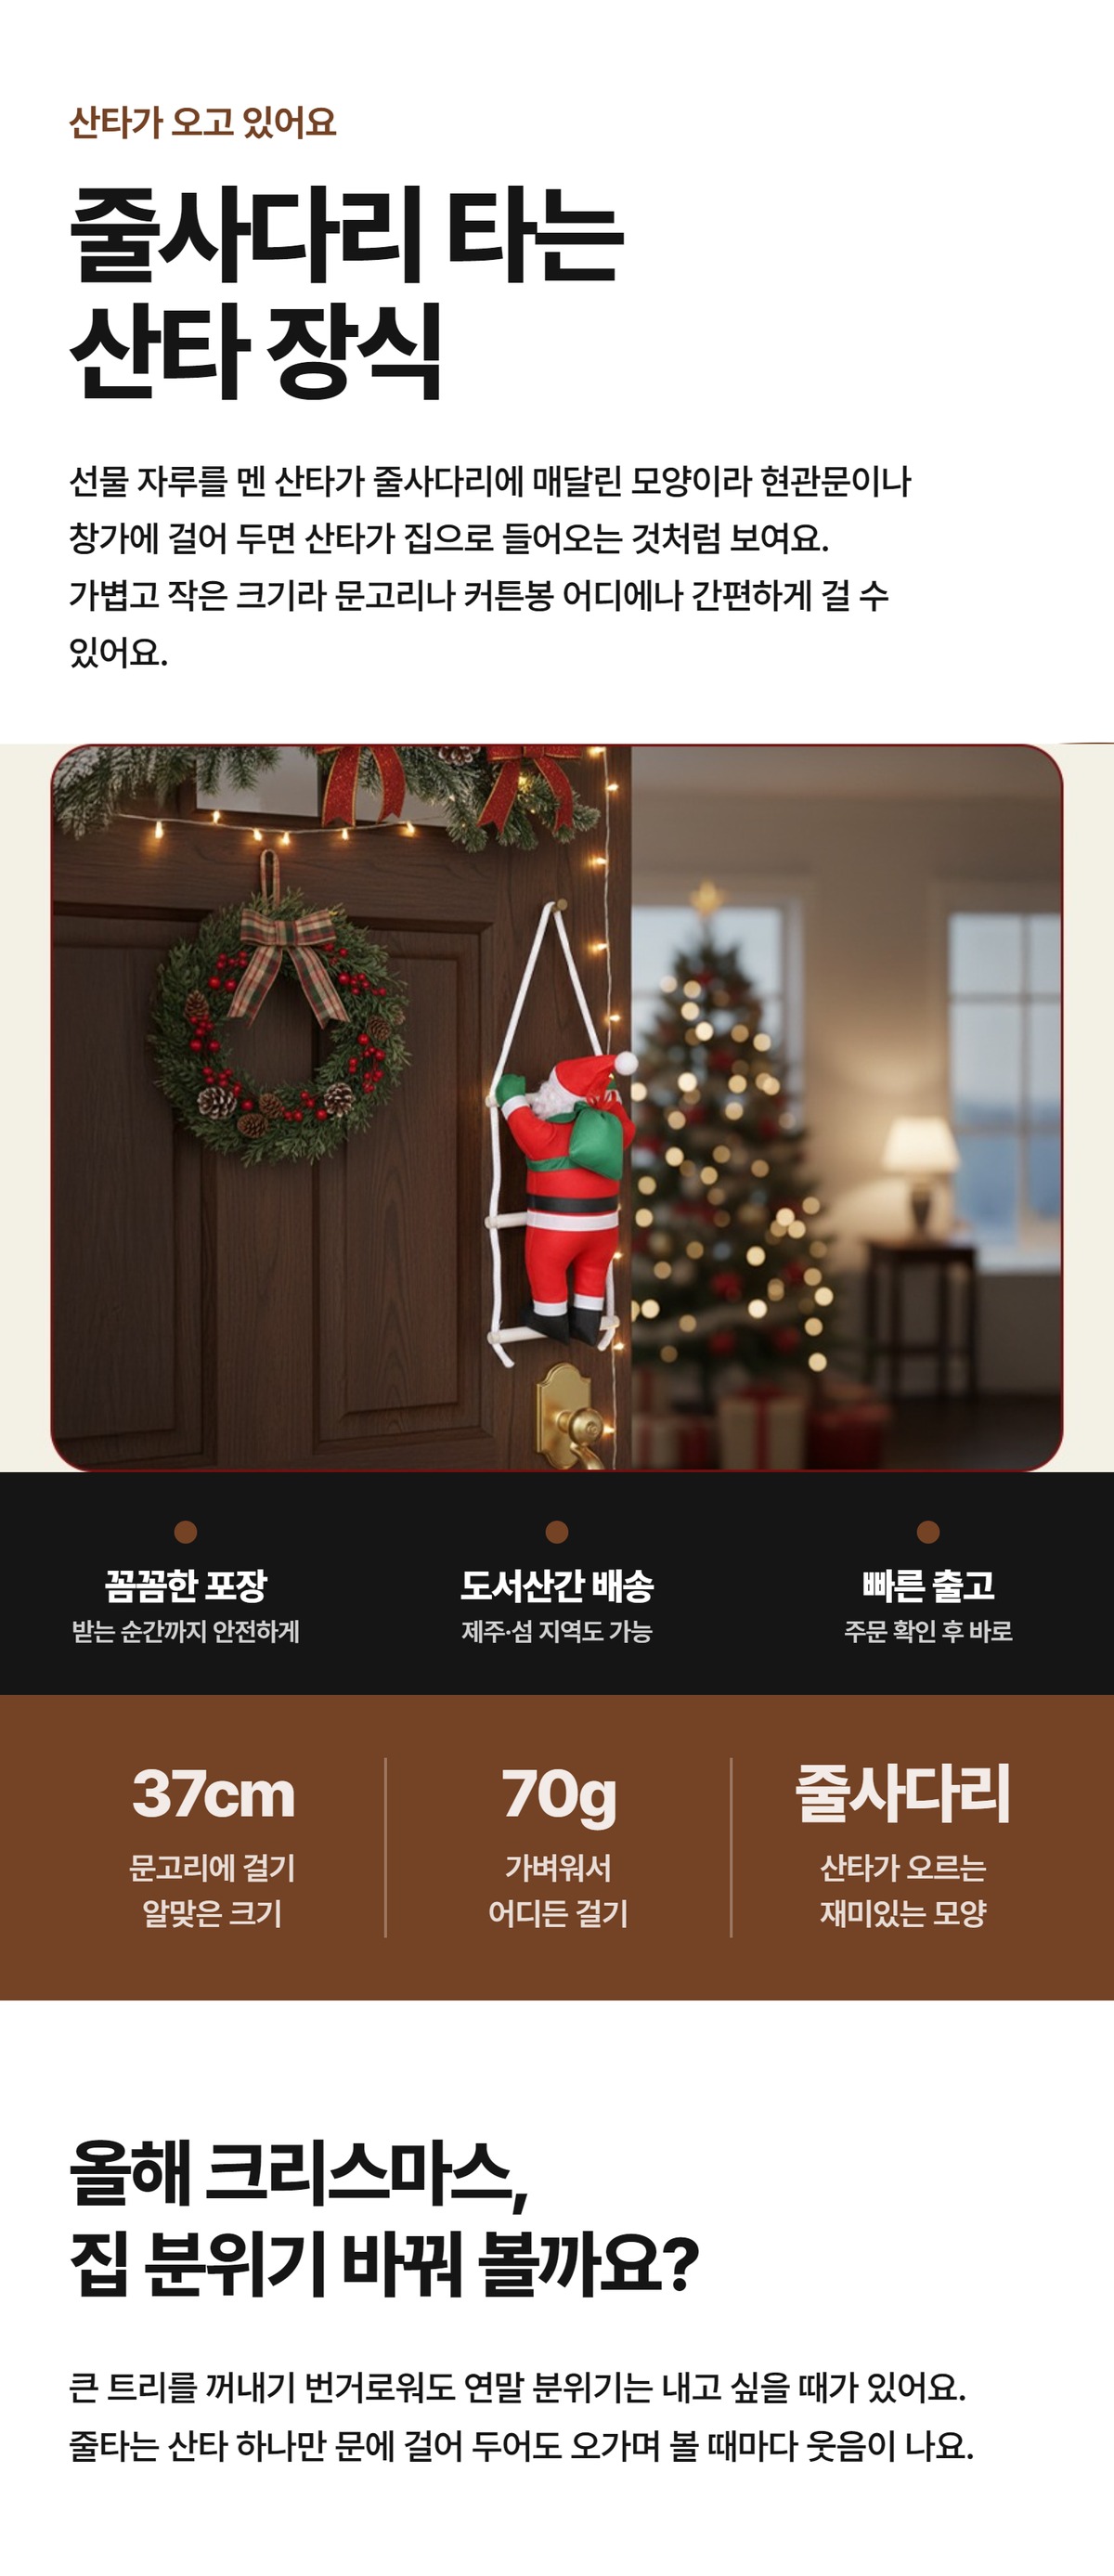 산타가 오고 있어요
줄사다리 타는
산타 장식
선물 자루를 멘 산타가 줄사다리에 매달린 모양이라 현관문이나
창가에 걸어 두면 산타가 집으로 들어오는 것처럼 보여요.
가볍고 작은 크기라 문고리나 커튼봉 어디에나 간편하게 걸 수
있어요.
꼼꼼한 포장
도서산간 배송
빠른 출고
받는 순간까지 안전하게
제주·섬 지역도 가능
주문 확인 후 바로
37cm
70g
줄사다리
문고리에 걸기
가벼워서
산타가 오르는
알맞은 크기
어디든 걸기
재미있는 모양
올해 크리스마스,
집 분위기 바꿔 볼까요?
큰 트리를 꺼내기 번거로워도 연말 분위기는 내고 싶을 때가 있어요.
줄타는 산타 하나만 문에 걸어 두어도 오가며 볼 때마다 웃음이 나요.